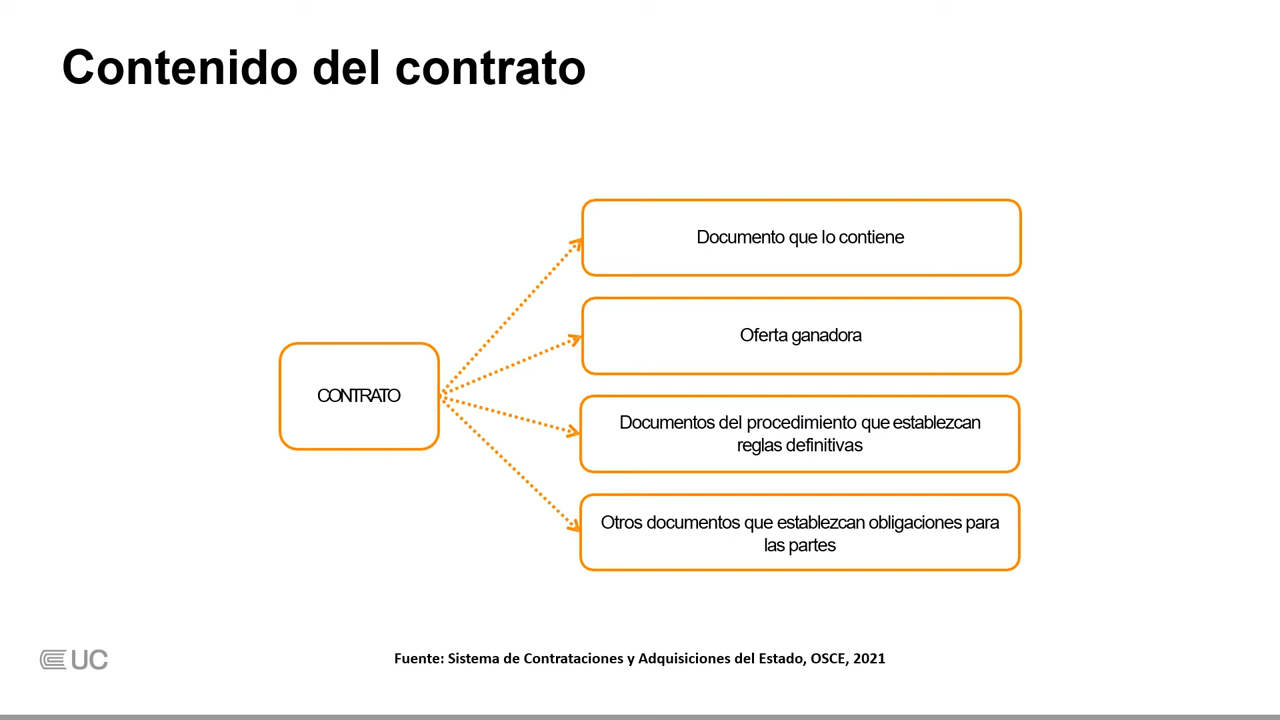 Contenido del contrato
Documento que lo contiene
Oferta ganadora
CONTRATO
Documentos del procedimiento que establezcan
reglas definitivas
Otros documentos que establezcan obligaciones para
las partes
UC
Fuente: Sistema de Contrataciones y Adquisiciones del Estado, OSCE, 2021